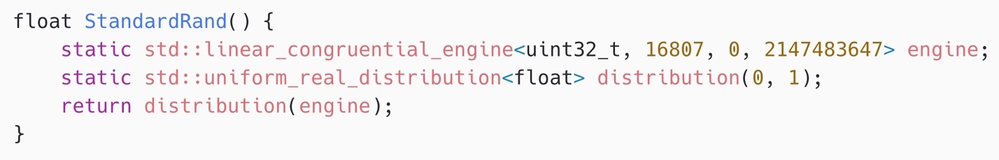 float StandardRand() {
    static std::linear_congruential_engine<uint32_t, 16807, 0, 2147483647> engine;
    static std::uniform_real_distribution<float> distribution(0, 1);
    return distribution(engine);
}